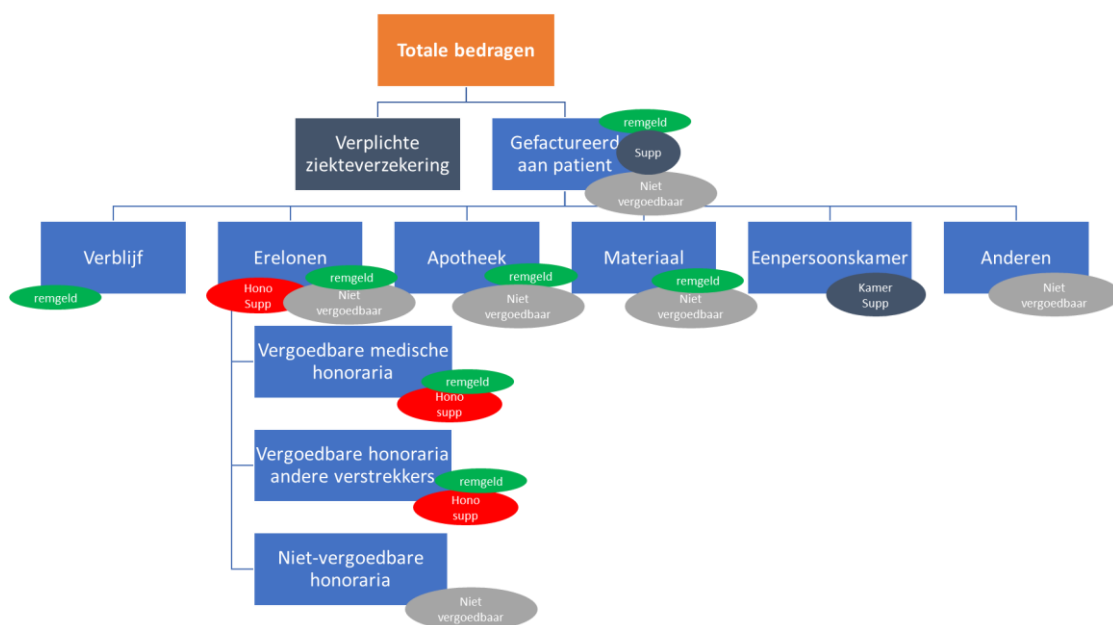 Totale bedragen
Verplichte
ziekteverzekering
Gefactureerd
aan patient
remgeld
Supp
Niet
vergoedbaar
Verblijf
remgeld
Erelonen
Hono
Supp
remgeld
Niet
vergoedbaar
Apotheek
remgeld
Niet
vergoedbaar
Materiaal
remgeld
Niet
vergoedbaar
Eenpersoonskamer
Kamer
Supp
Anderen
Niet
vergoedbaar
Vergoedbare medische
honoraria
remgeld
Hono
supp
Vergoedbare honoraria
andere verstrekkers
remgeld
Hono
supp
Niet-vergoedbare
honoraria
Niet
vergoedbaar